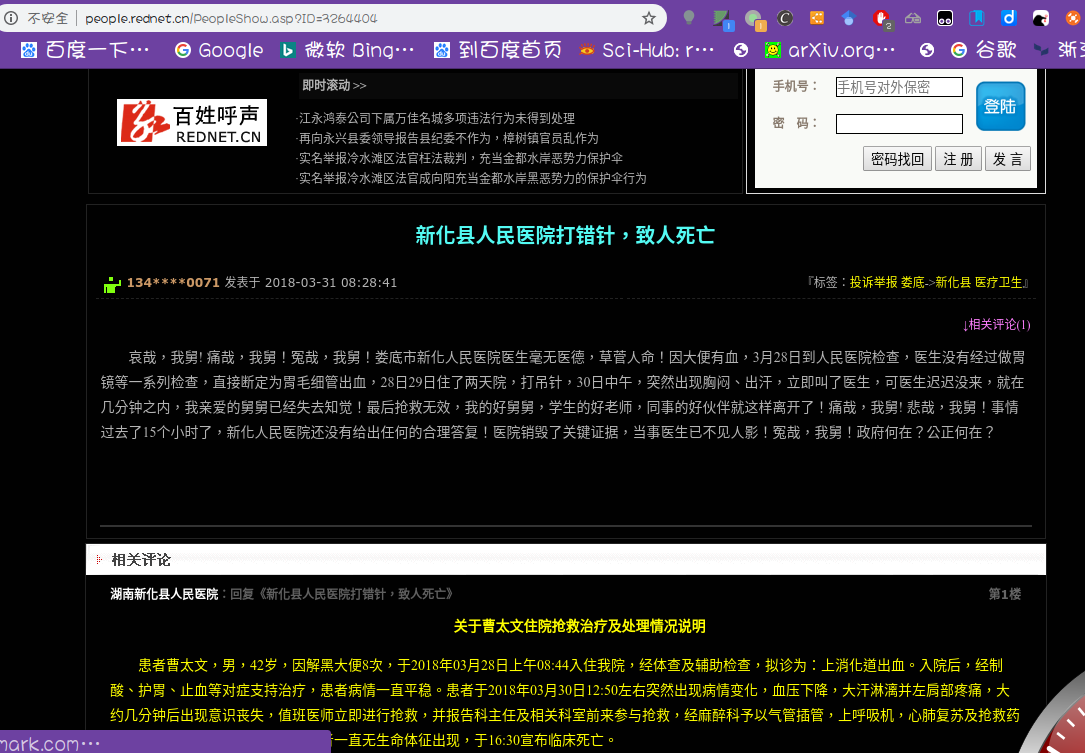 不安全 people.rednet.cn/PeopleShow.asp?ID=3264404
百度一下… Google 微软 Bing… 到百度首页 Sci-Hub: r… arXiv.org… 谷歌
即时滚动 >>
百姓呼声
REDNET.CN
·江永鸿泰公司下属万佳名城多项违法行为未得到处理
·再向永兴县委领导报告县纪委不作为，樟树镇官员乱作为
·实名举报冷水滩区法官枉法裁判，充当金都水岸恶势力保护伞
·实名举报冷水滩区法官成向阳充当金都水岸黑恶势力的保护伞行为
手机号： 手机号对外保密
密 码：
登陆
密码找回 注 册 发 言
新化县人民医院打错针，致人死亡
134****0071 发表于 2018-03-31 08:28:41
『标签：投诉举报 娄底->新化县 医疗卫生』
↓相关评论(1)
哀哉，我舅! 痛哉，我舅！冤哉，我舅！娄底市新化人民医院医生毫无医德，草菅人命！因大便有血，3月28日到人民医院检查，医生没有经过做胃
镜等一系列检查，直接断定为胃毛细管出血，28日29日住了两天院，打吊针，30日中午，突然出现胸闷、出汗，立即叫了医生，可医生迟迟没来，就在
几分钟之内，我亲爱的舅舅已经失去知觉！最后抢救无效，我的好舅舅，学生的好老师，同事的好伙伴就这样离开了！痛哉，我舅! 悲哉，我舅！事情
过去了15个小时了，新化人民医院还没有给出任何的合理答复！医院销毁了关键证据，当事医生已不见人影！冤哉，我舅！政府何在？公正何在？
相关评论
湖南新化县人民医院：回复《新化县人民医院打错针，致人死亡》
第1楼
关于曹太文住院抢救治疗及处理情况说明
患者曹太文，男，42岁，因解黑大便8次，于2018年03月28日上午08:44入住我院，经体查及辅助检查，拟诊为：上消化道出血。入院后，经制
酸、护胃、止血等对症支持治疗，患者病情一直平稳。患者于2018年03月30日12:50左右突然出现病情变化，血压下降，大汗淋漓并左肩部疼痛，大
约几分钟后出现意识丧失，值班医师立即进行抢救，并报告科主任及相关科室前来参与抢救，经麻醉科予以气管插管，上呼吸机，心肺复苏及抢救药
一直无生命体征出现，于16:30宣布临床死亡。
mark.com…